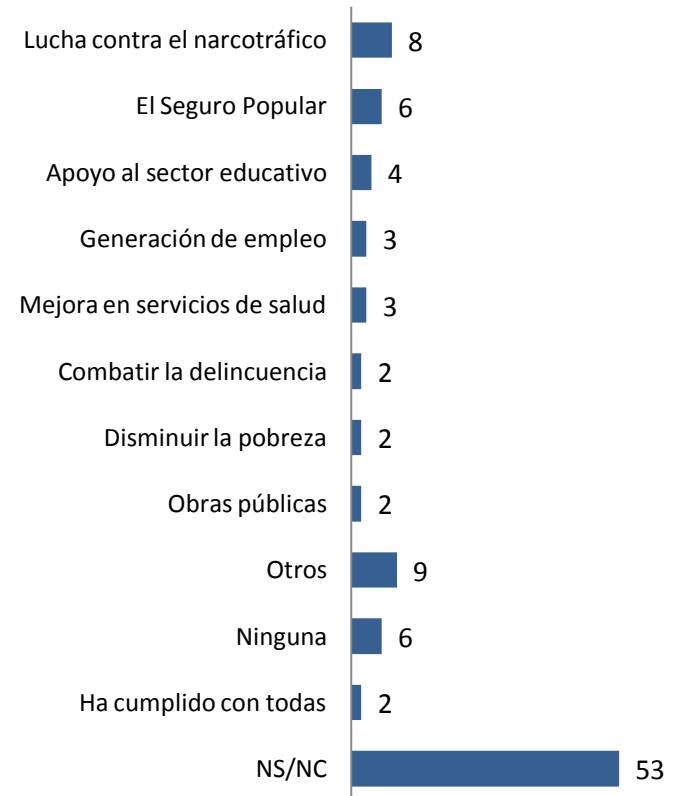 Lucha contra el narcotráfico 8
El Seguro Popular 6
Apoyo al sector educativo 4
Generación de empleo 3
Mejora en servicios de salud 3
Combatir la delincuencia 2
Disminuir la pobreza 2
Obras públicas 2
Otros 9
Ninguna 6
Ha cumplido con todas 2
NS/NC 53